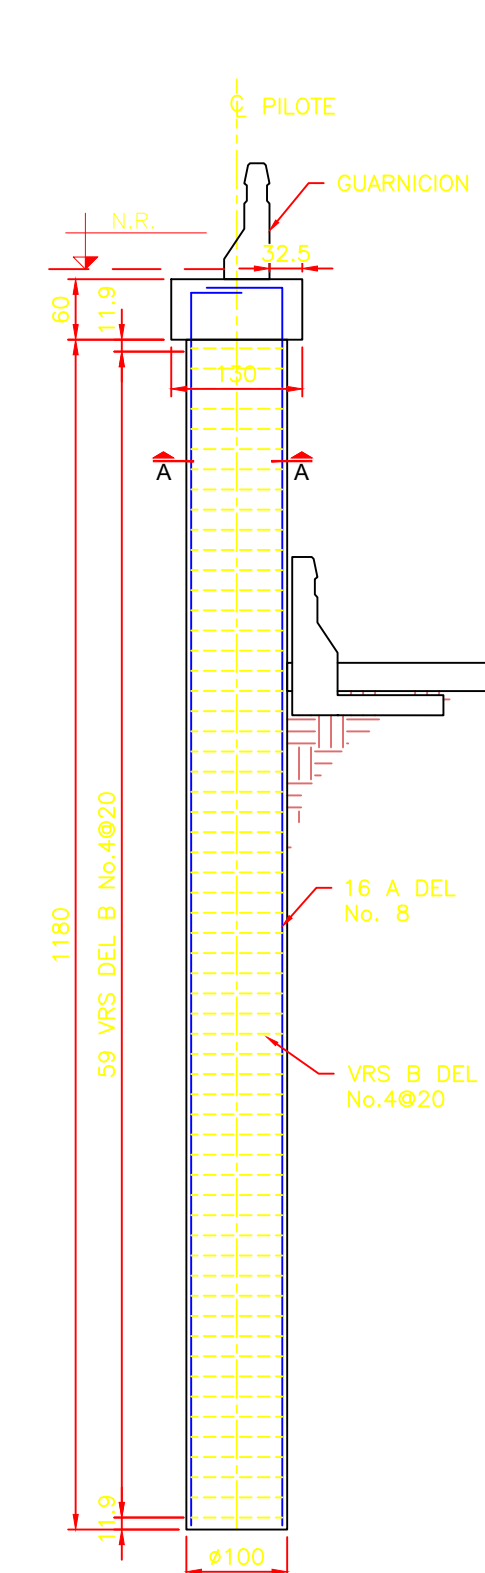 ℄ PILOTE
GUARNICION
N.R.
32.5
60
11.9
130
A
A
1180
59 VRS DEL B No.4@20
16 A DEL
No. 8
VRS B DEL
No.4@20
11.9
ø100